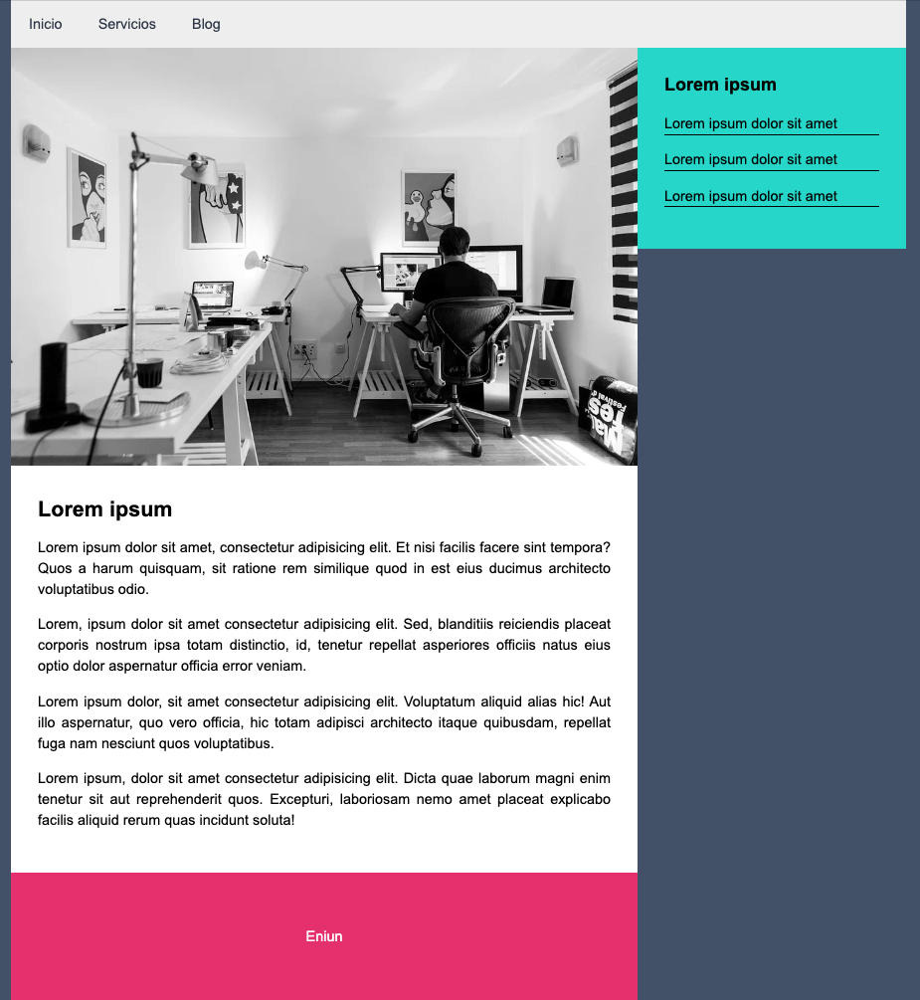 Inicio Servicios Blog
Lorem ipsum
Lorem ipsum dolor sit amet
Lorem ipsum dolor sit amet
Lorem ipsum dolor sit amet
Lorem ipsum
Lorem ipsum dolor sit amet, consectetur adipisicing elit. Et nisi facilis facere sint tempora?
Quos a harum quisquam, sit ratione rem similique quod in est eius ducimus architecto
voluptatibus odio.
Lorem, ipsum dolor sit amet consectetur adipisicing elit. Sed, blanditiis reiciendis placeat
corporis nostrum ipsa totam distinctio, id, tenetur repellat asperiores officiis natus eius
optio dolor aspernatur officia error veniam.
Lorem ipsum dolor, sit amet consectetur adipisicing elit. Voluptatum aliquid alias hic! Aut
illo aspernatur, quo vero officia, hic totam adipisci architecto itaque quibusdam, repellat
fuga nam nesciunt quos voluptatibus.
Lorem ipsum, dolor sit amet consectetur adipisicing elit. Dicta quae laborum magni enim
tenetur sit aut reprehenderit quos. Excepturi, laboriosam nemo amet placeat explicabo
facilis aliquid rerum quas incidunt soluta!
Eniun